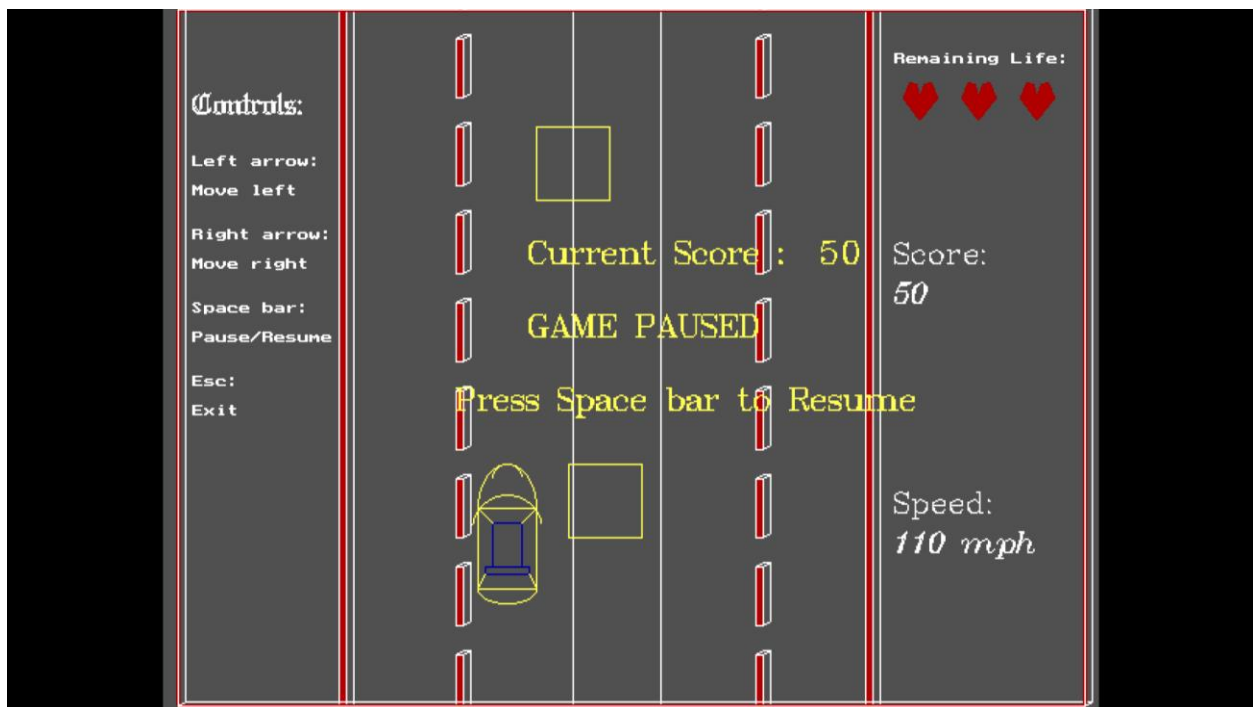 Controls:
Left arrow:
Move left
Right arrow:
Move right
Space bar:
Pause/Resume
Esc:
Exit
Current Score : 50
GAME PAUSED
Press Space bar to Resume
Remaining Life:
Score:
50
Speed:
110 mph